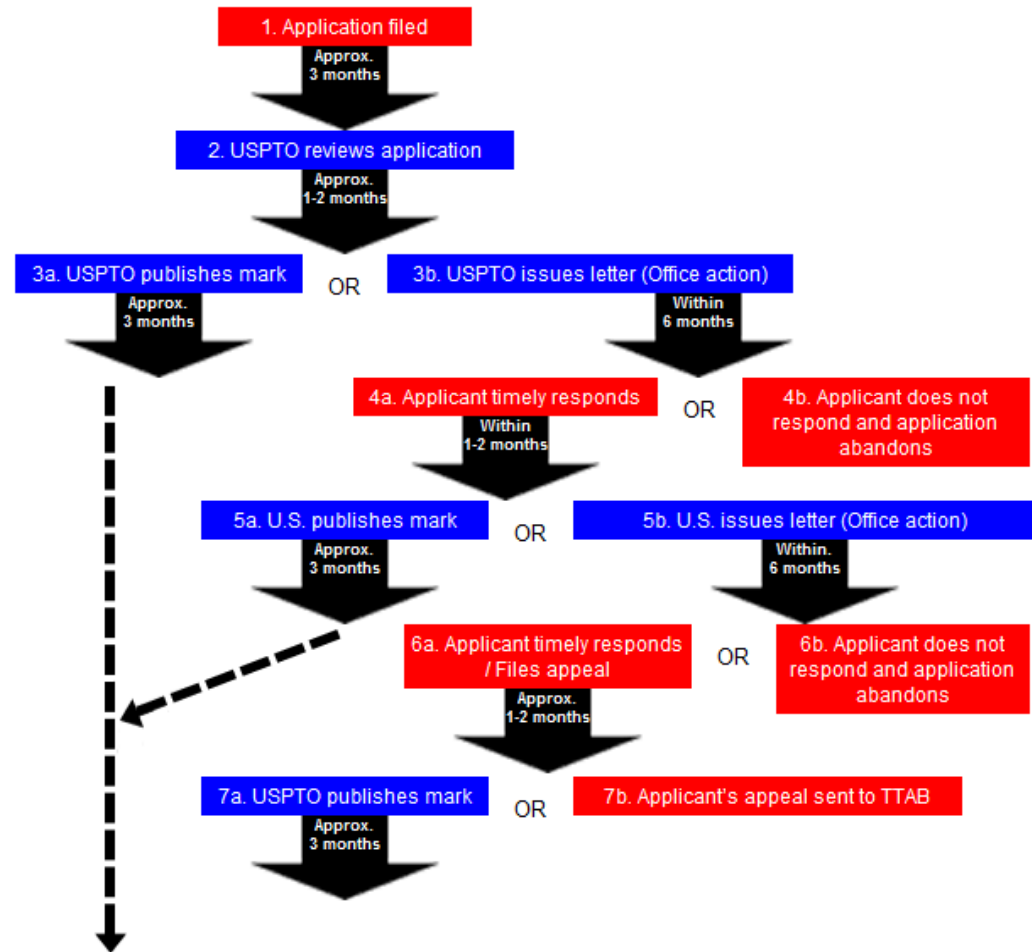 1. Application filed
Approx.
3 months
2. USPTO reviews application
Approx.
1-2 months
3a. USPTO publishes mark
OR
3b. USPTO issues letter (Office action)
Approx.
3 months
Within
6 months
4a. Applicant timely responds
OR
4b. Applicant does not
respond and application
abandons
Within
1-2 months
5a. U.S. publishes mark
OR
5b. U.S. issues letter (Office action)
Approx.
3 months
Within.
6 months
6a. Applicant timely responds
/ Files appeal
OR
6b. Applicant does not
respond and application
abandons
Approx.
1-2 months
7a. USPTO publishes mark
OR
7b. Applicant's appeal sent to TTAB
Approx.
3 months